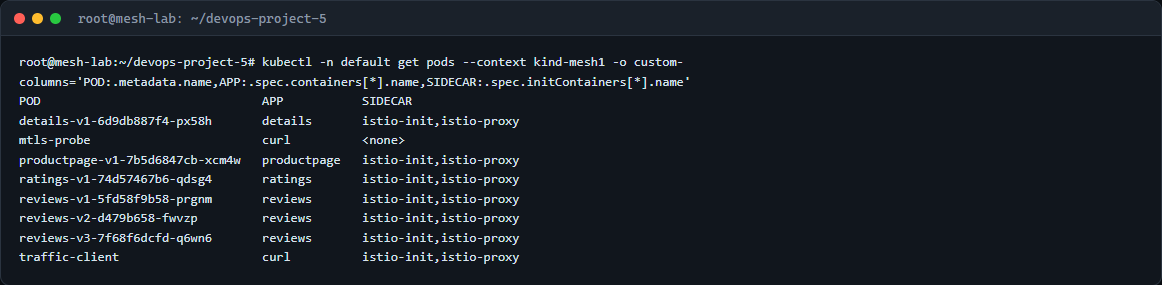 root@mesh-lab: ~/devops-project-5
root@mesh-lab:~/devops-project-5# kubectl -n default get pods --context kind-mesh1 -o custom-
columns='POD:.metadata.name,APP:.spec.containers[*].name,SIDECAR:.spec.initContainers[*].name'
POD APP SIDECAR
details-v1-6d9db887f4-px58h details istio-init,istio-proxy
mtls-probe curl <none>
productpage-v1-7b5d6847cb-xcm4w productpage istio-init,istio-proxy
ratings-v1-74d57467b6-qdsg4 ratings istio-init,istio-proxy
reviews-v1-5fd58f9b58-prgnm reviews istio-init,istio-proxy
reviews-v2-d479b658-fwvzp reviews istio-init,istio-proxy
reviews-v3-7f68f6dcfd-q6wn6 reviews istio-init,istio-proxy
traffic-client curl istio-init,istio-proxy